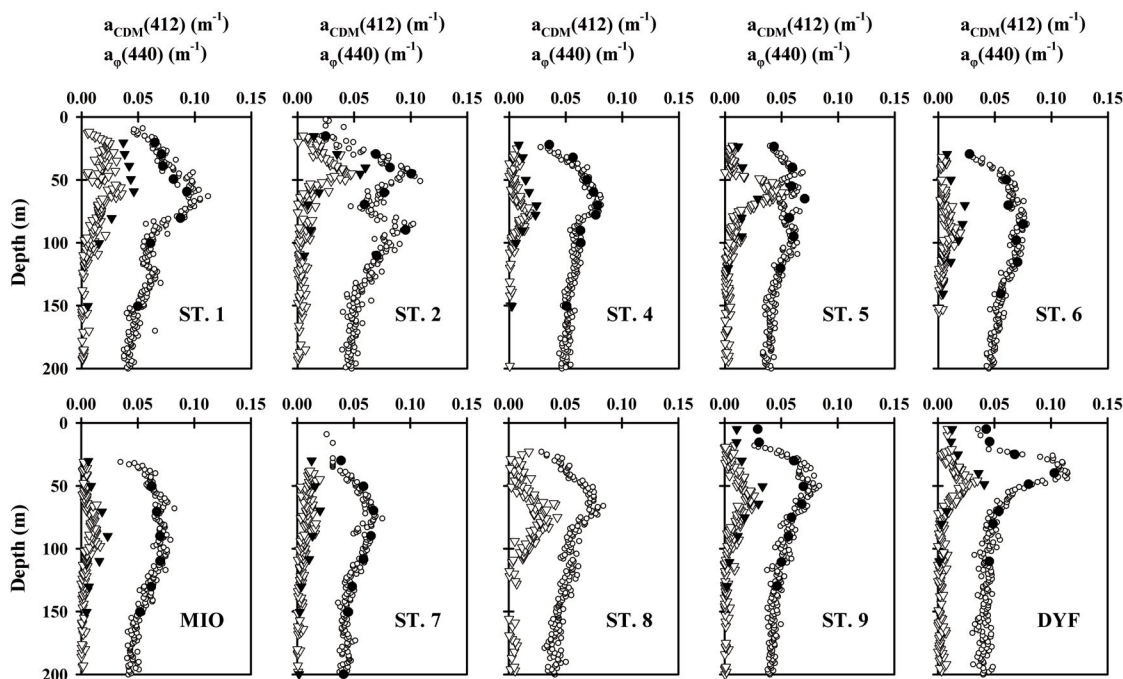 a_CDM(412) (m^-1) a_CDM(412) (m^-1) a_CDM(412) (m^-1) a_CDM(412) (m^-1) a_CDM(412) (m^-1)
a_φ(440) (m^-1) a_φ(440) (m^-1) a_φ(440) (m^-1) a_φ(440) (m^-1) a_φ(440) (m^-1)
0.00 0.05 0.10 0.15 0.00 0.05 0.10 0.15 0.00 0.05 0.10 0.15 0.00 0.05 0.10 0.15 0.00 0.05 0.10 0.15
0
50
100
150
200
Depth (m)
ST. 1 ST. 2 ST. 4 ST. 5 ST. 6
0.00 0.05 0.10 0.15 0.00 0.05 0.10 0.15 0.00 0.05 0.10 0.15 0.00 0.05 0.10 0.15 0.00 0.05 0.10 0.15
0
50
100
150
200
Depth (m)
MIO ST. 7 ST. 8 ST. 9 DYF